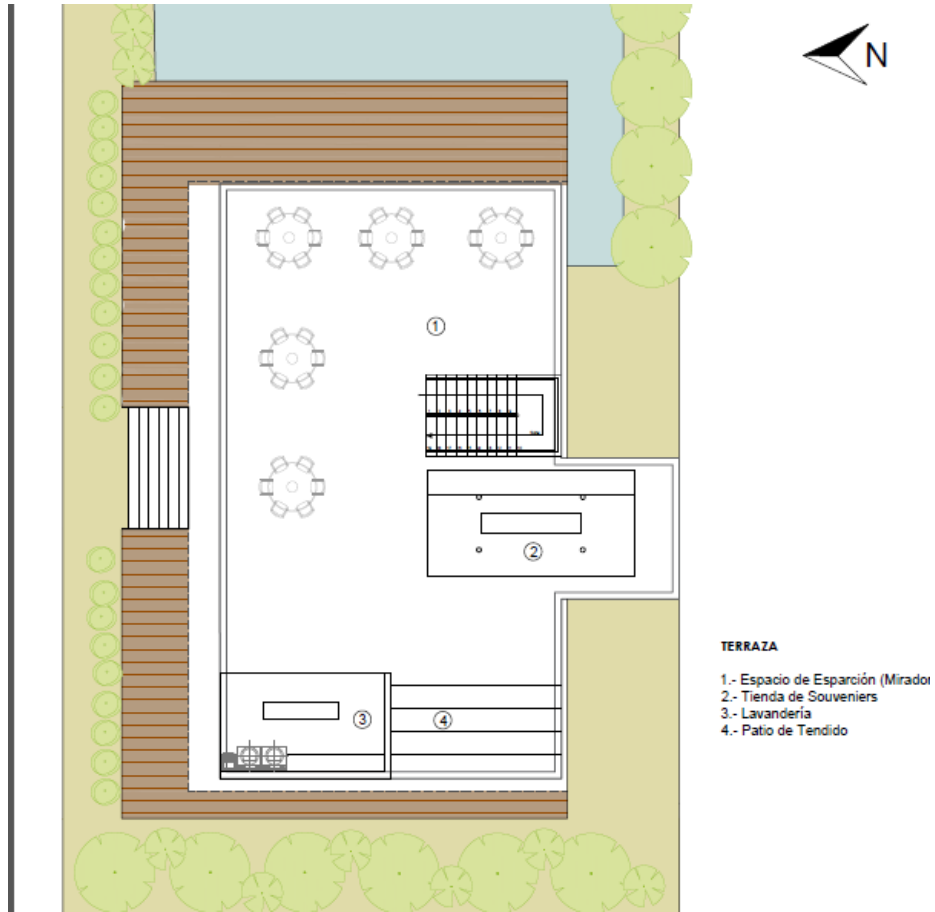 N
1
2
3
4
TERRAZA
1.- Espacio de Esparción (Mirador
2.- Tienda de Souveniers
3.- Lavandería
4.- Patio de Tendido